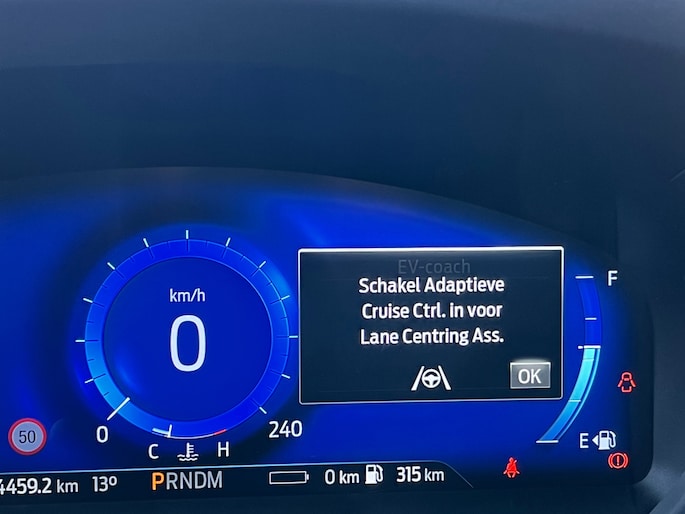 EV-coach
Schakel Adaptieve
Cruise Ctrl. in voor
Lane Centring Ass.
OK
km/h
0
0
240
C H
F
E
50
4459.2 km 13° PRNDM 0 km 315 km